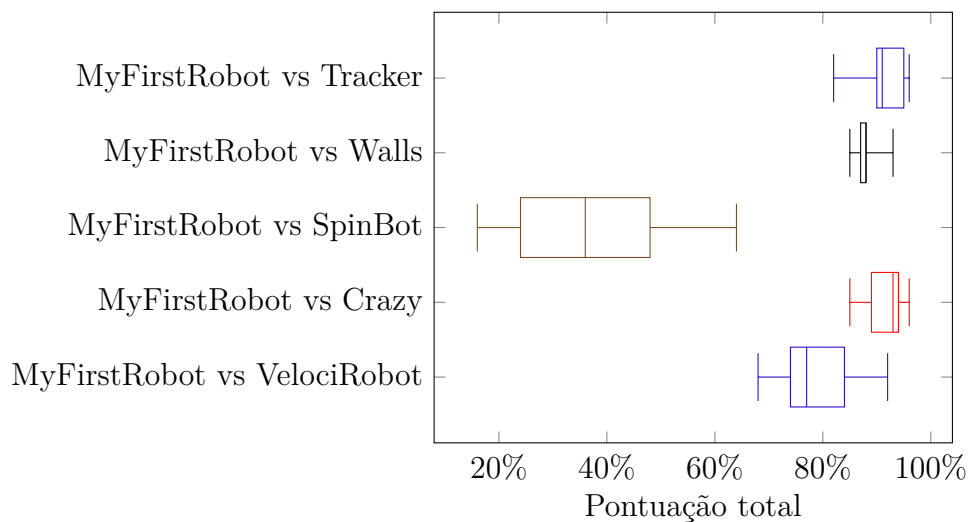 MyFirstRobot vs Tracker
MyFirstRobot vs Walls
MyFirstRobot vs SpinBot
MyFirstRobot vs Crazy
MyFirstRobot vs VelociRobot
20% 40% 60% 80% 100%
Pontuação total